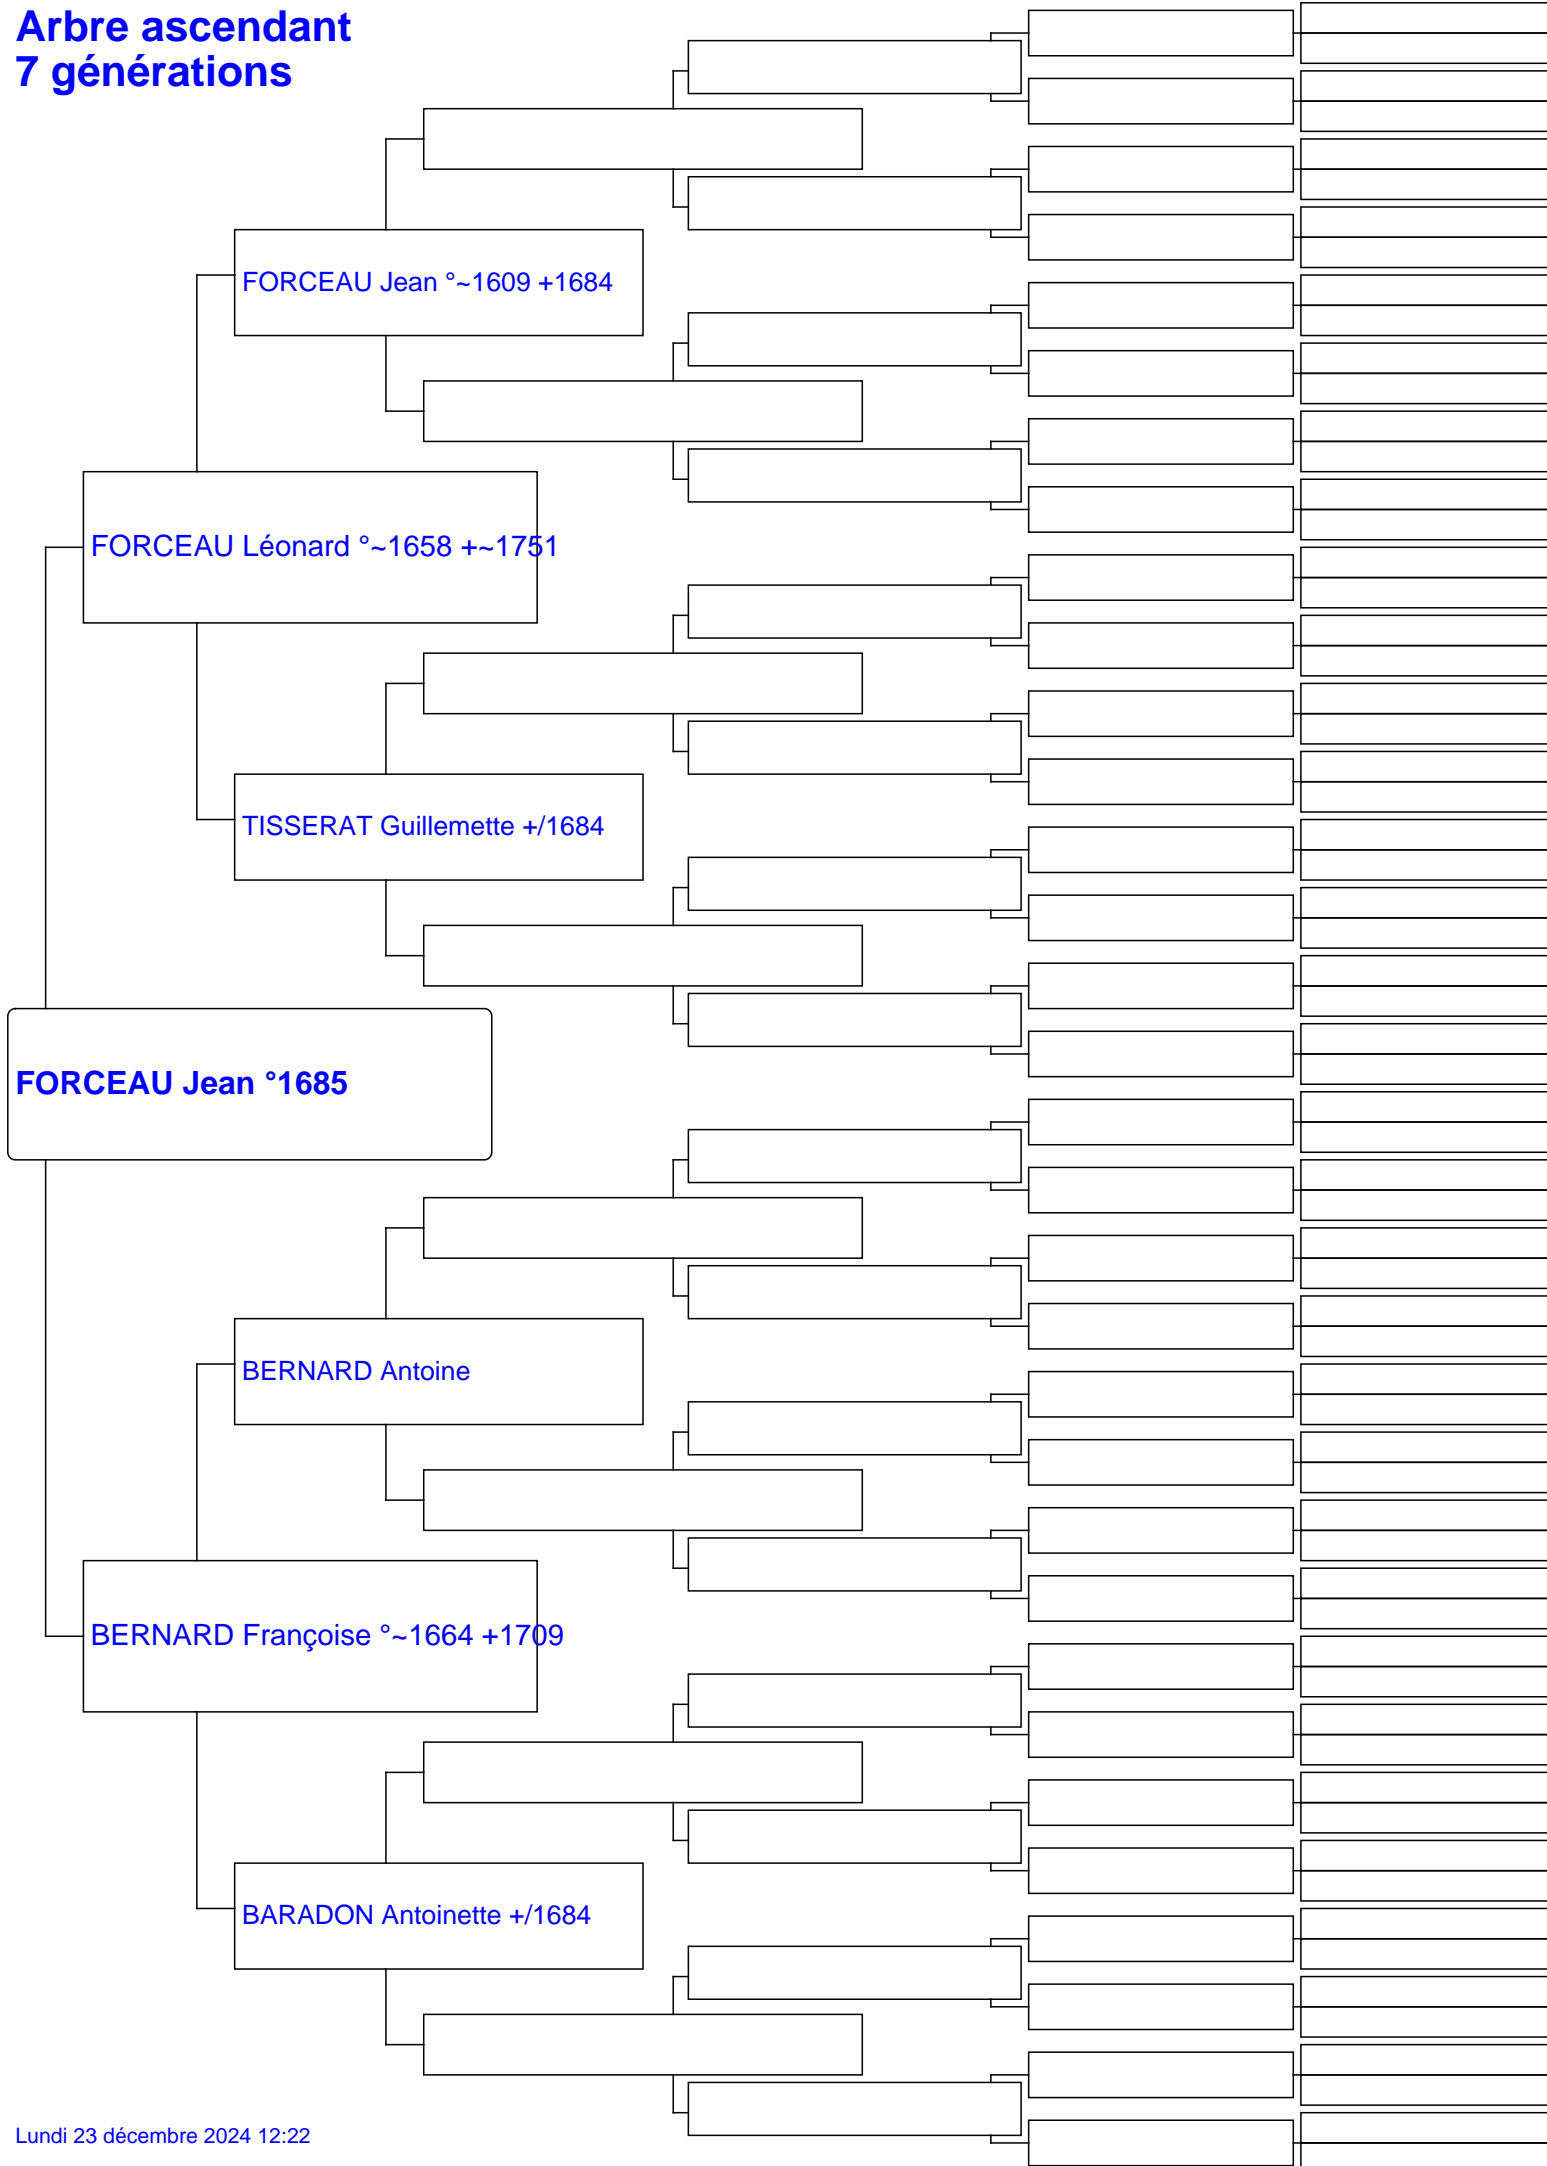 Arbre ascendant
7 générations
FORCEAU Jean °~1609 +1684
FORCEAU Léonard °~1658 +~1751
TISSERAT Guillemette +/1684
FORCEAU Jean °1685
BERNARD Antoine
BERNARD Françoise °~1664 +1709
BARADON Antoinette +/1684
Lundi 23 décembre 2024 12:22